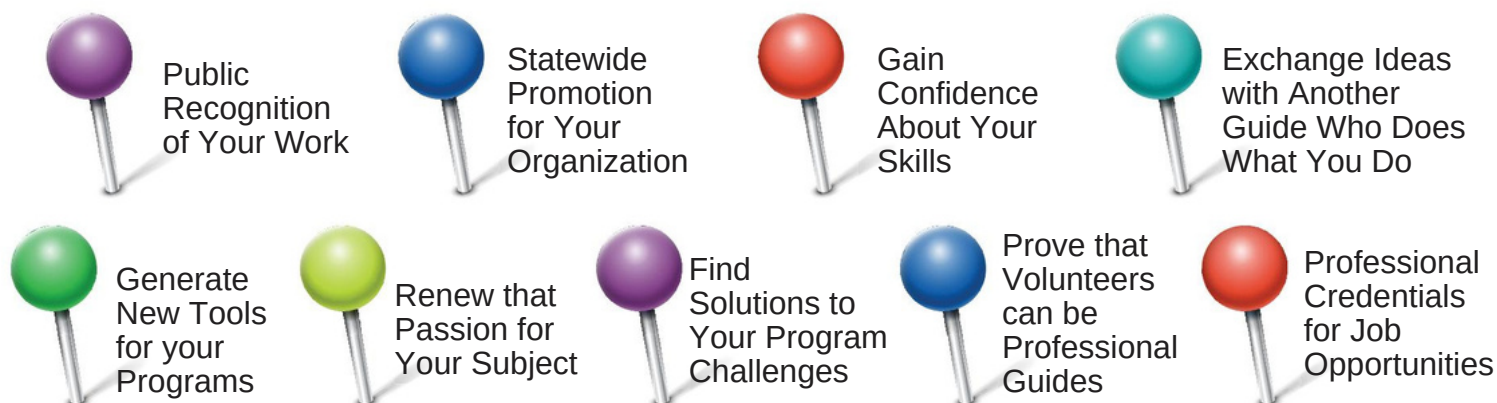 Public
Recognition
of Your Work
Statewide
Promotion
for Your
Organization
Gain
Confidence
About Your
Skills
Exchange Ideas
with Another
Guide Who Does
What You Do
Generate
New Tools
for your
Programs
Renew that
Passion for
Your Subject
Find
Solutions to
Your Program
Challenges
Prove that
Volunteers
can be
Professional
Guides
Professional
Credentials
for Job
Opportunities